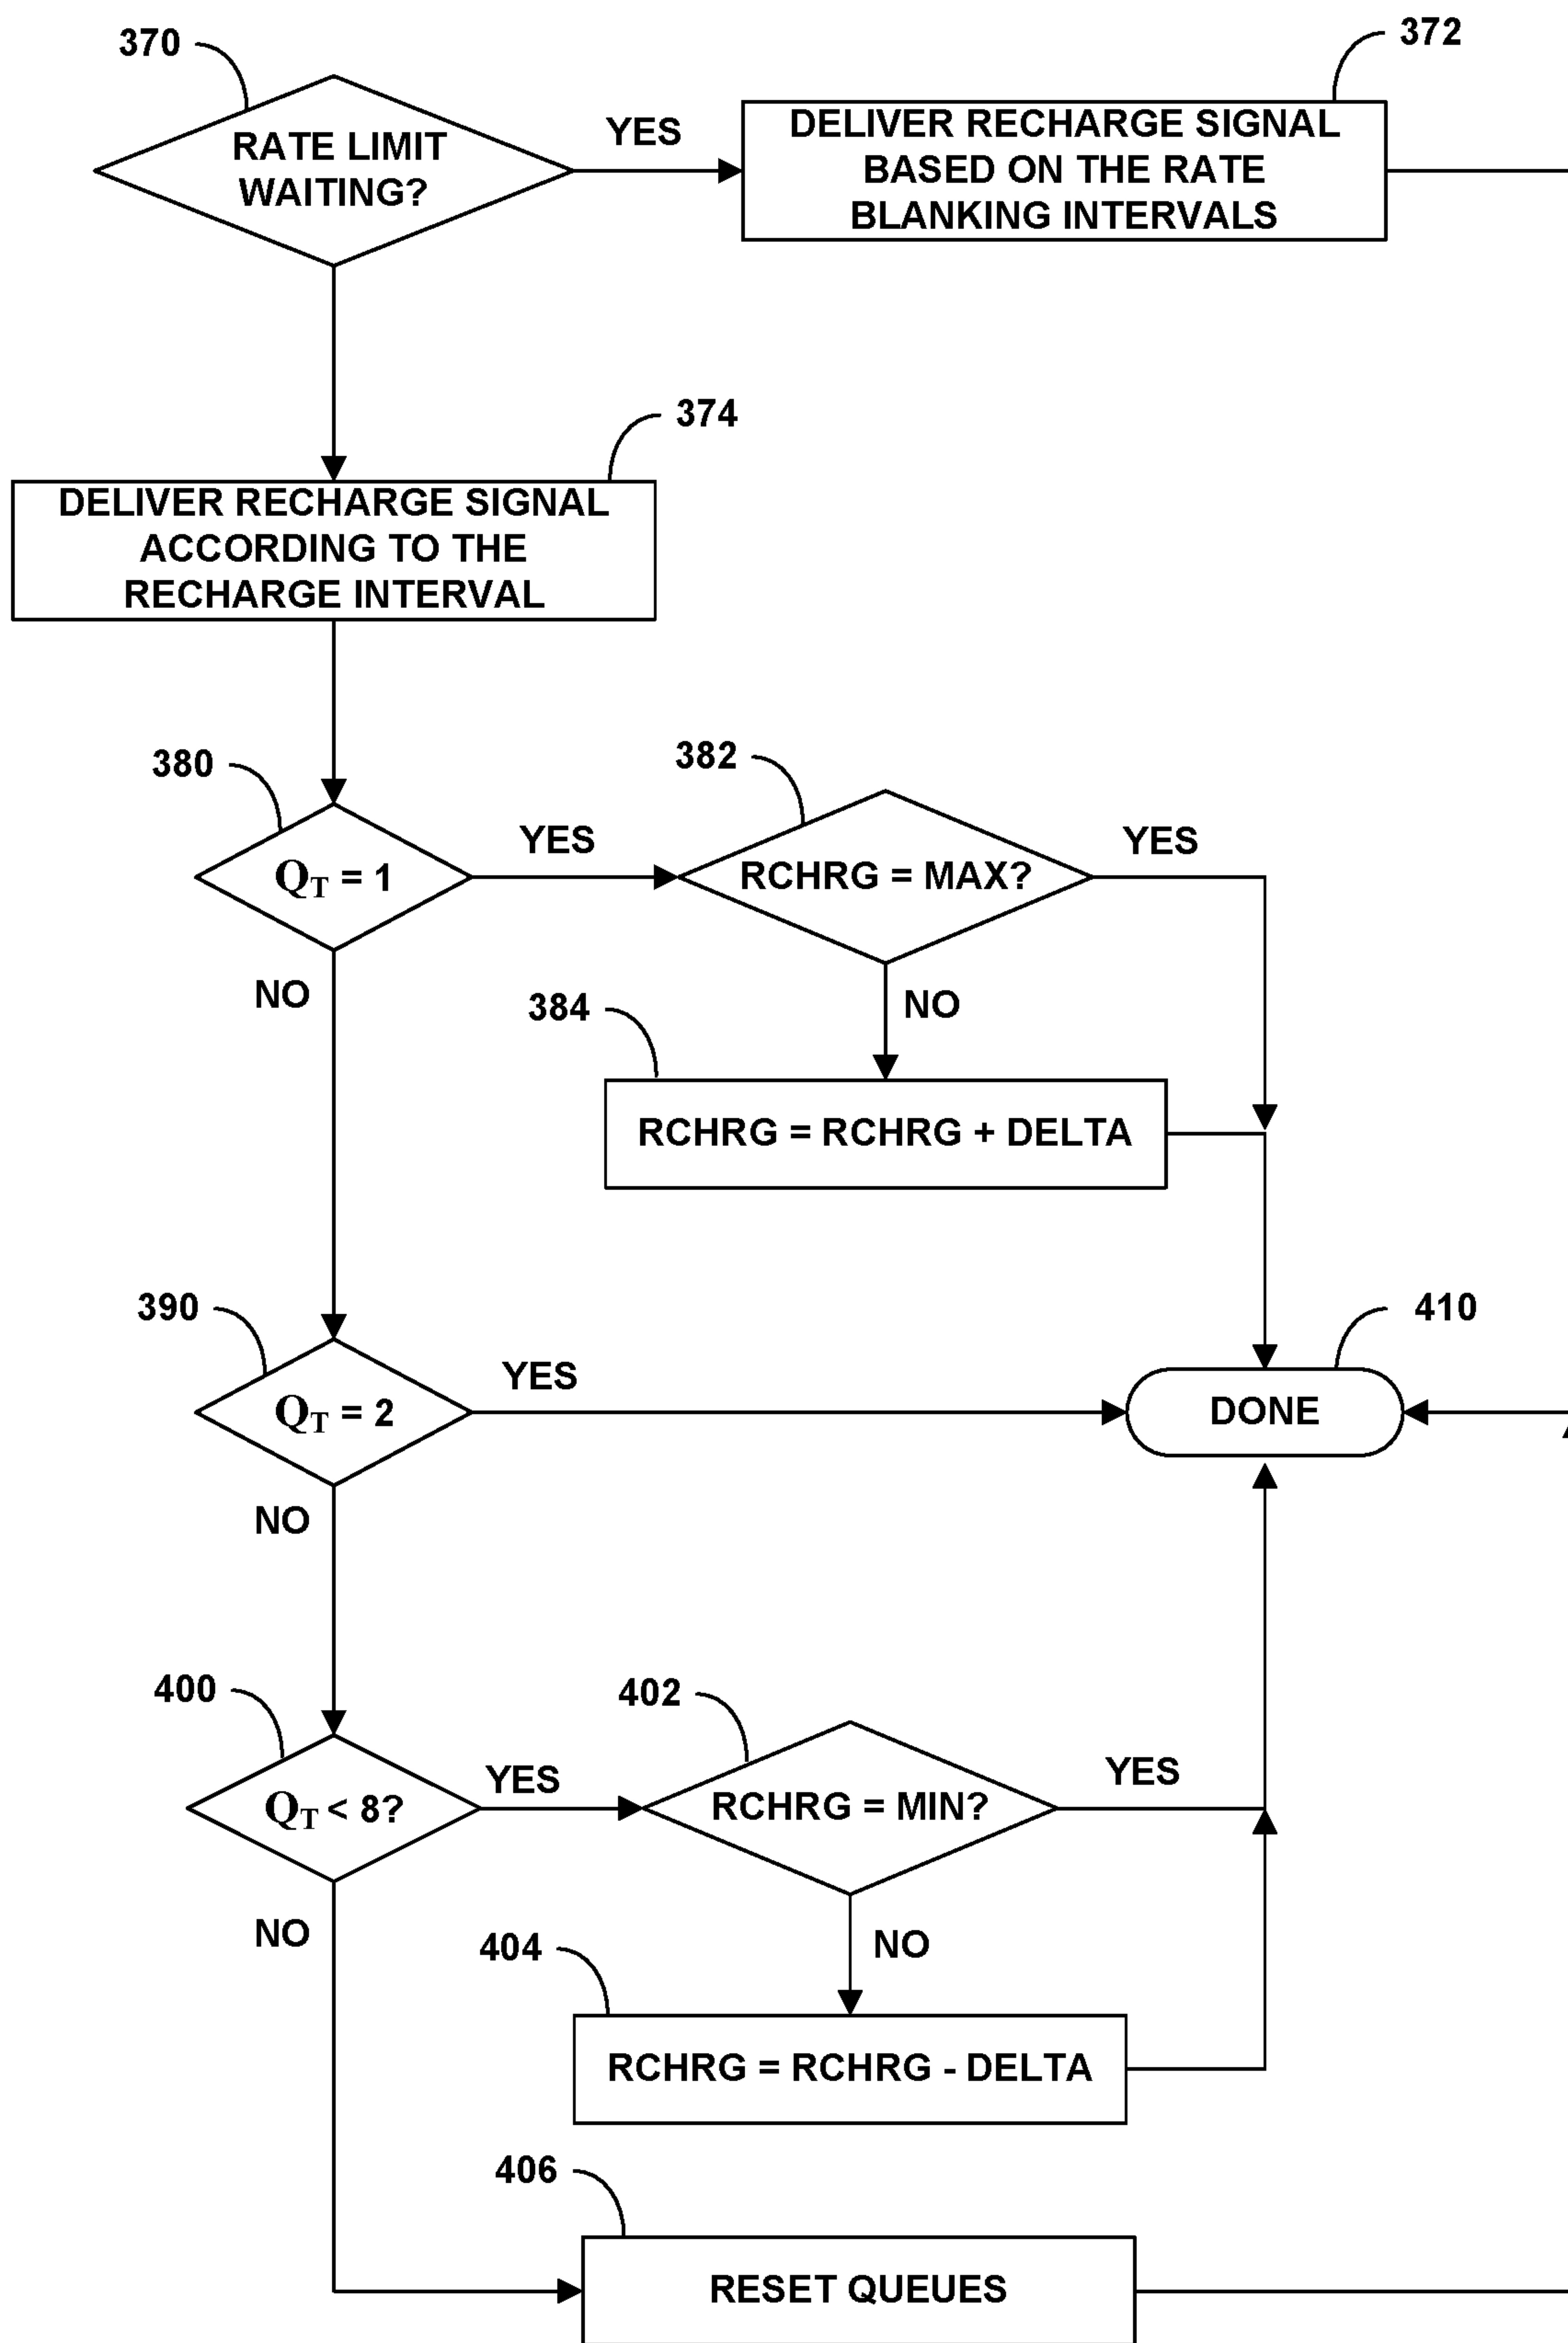 370
372
RATE LIMIT
WAITING?
YES
DELIVER RECHARGE SIGNAL
BASED ON THE RATE
BLANKING INTERVALS
374
DELIVER RECHARGE SIGNAL
ACCORDING TO THE
RECHARGE INTERVAL
380
382
QT = 1
YES
RCHRG = MAX?
YES
NO
NO
384
RCHRG = RCHRG + DELTA
390
410
QT = 2
YES
DONE
NO
400
402
QT < 8?
YES
RCHRG = MIN?
YES
NO
NO
404
RCHRG = RCHRG - DELTA
406
RESET QUEUES